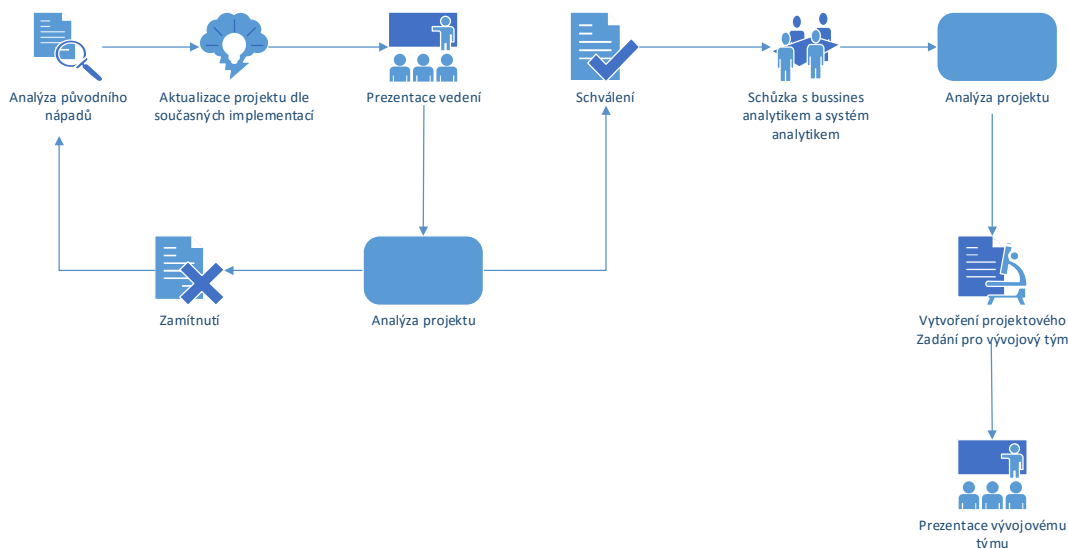 Analýza původního
nápadů
Aktualizace projektu dle
současných implementací
Prezentace vedení
Schválení
Schůzka s bussines
analytikem a systém
analytikem
Analýza projektu
Zamítnutí
Analýza projektu
Vytvoření projektového
Zadání pro vývojový tým
Prezentace vývojovému
týmu